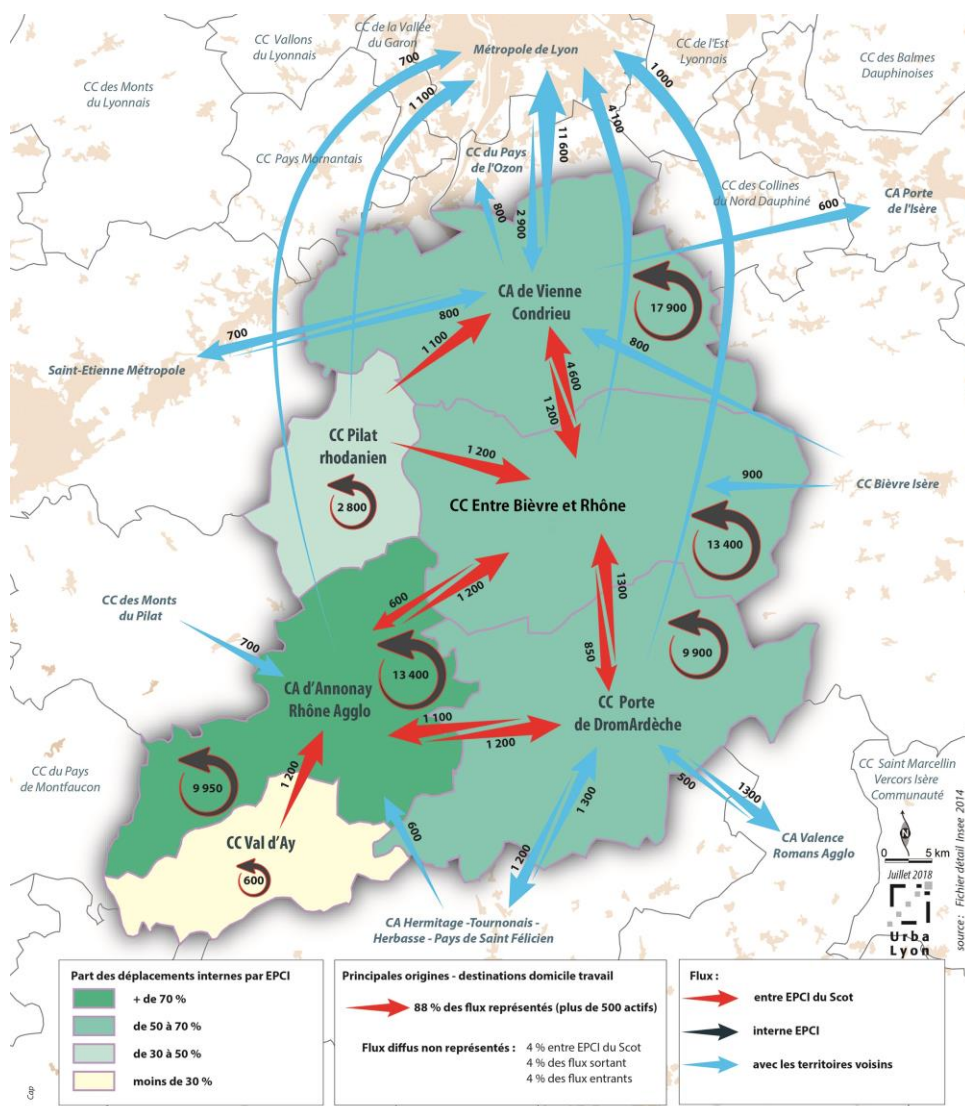 CC de la Vallée
du Garon
CC Vallons
du Lyonnais
700
Métropole de Lyon
CC de l'Est
Lyonnais
1 000
CC des Balmes
Dauphinoises
CC des Monts
du Lyonnais
1 100
4 100
11 600
CC Pays Mornantais
CC du Pays
de l'Ozon
CC des Collines
du Nord Dauphiné
CA Porte
de l'Isère
600
800
2 900
CA de Vienne
Condrieu
17 900
700
800
Saint-Etienne Métropole
1 100
4 600
1 200
800
CC Pilat
rhodanien
1 200
2 800
CC Entre Bièvre et Rhône
900
CC Bièvre Isère
13 400
CC des Monts
du Pilat
700
600
1 200
1300
850
9 900
13 400
CA d'Annonay
Rhône Agglo
CC Porte
de DromArdèche
1 100
1 200
CC du Pays
de Montfaucon
9 950
1 200
CC Val d'Ay
600
600
1 300
1 200
500
1300
CA Valence
Romans Agglo
CC Saint Marcellin
Vercors Isère
Communauté
N
0 5 km
Juillet 2018
Urba
Lyon
source : Fichier détail Insee 2014
CA Hermitage -Tournonais -
Herbasse - Pays de Saint Félicien
Part des déplacements internes par EPCI
+ de 70 %
de 50 à 70 %
de 30 à 50 %
moins de 30 %
Principales origines - destinations domicile travail
88 % des flux représentés (plus de 500 actifs)
Flux diffus non représentés : 4 % entre EPCI du Scot
4 % des flux sortant
4 % des flux entrants
Flux :
entre EPCI du Scot
interne EPCI
avec les territoires voisins
Cap